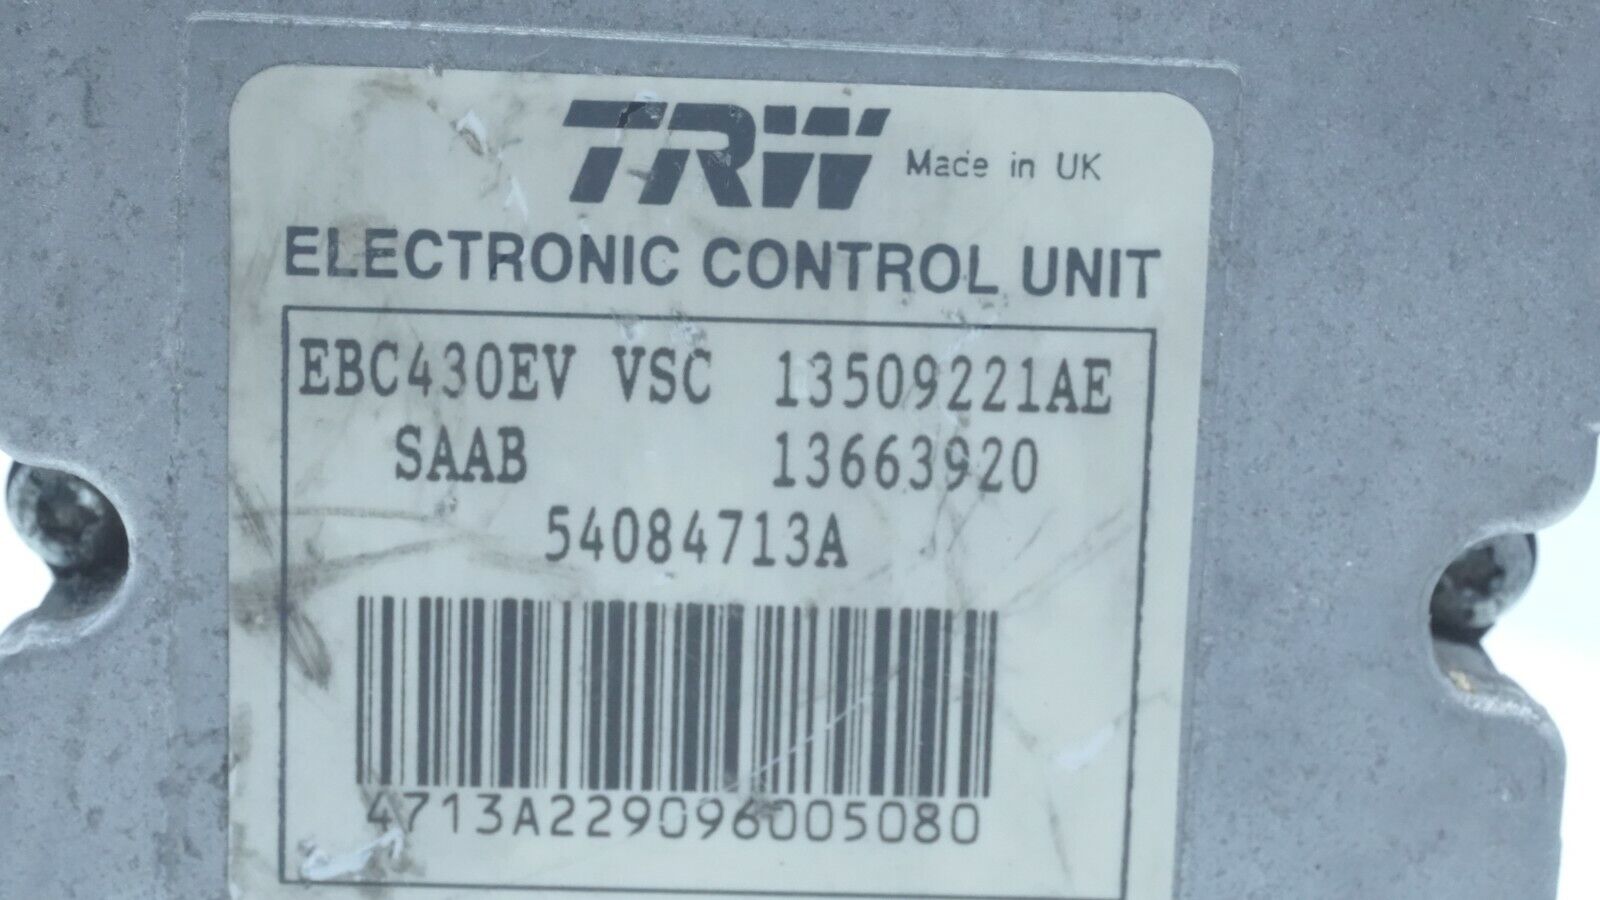 TRW Made in UK
ELECTRONIC CONTROL UNIT
EBC430EV VSC 13509221AE
SAAB 13663920
54084713A
4713A229096005080